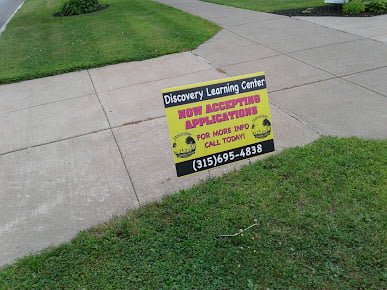 Discovery Learning Center
NOW ACCEPTING
APPLICATIONS
FOR MORE INFO
CALL TODAY!
(315)695-4838